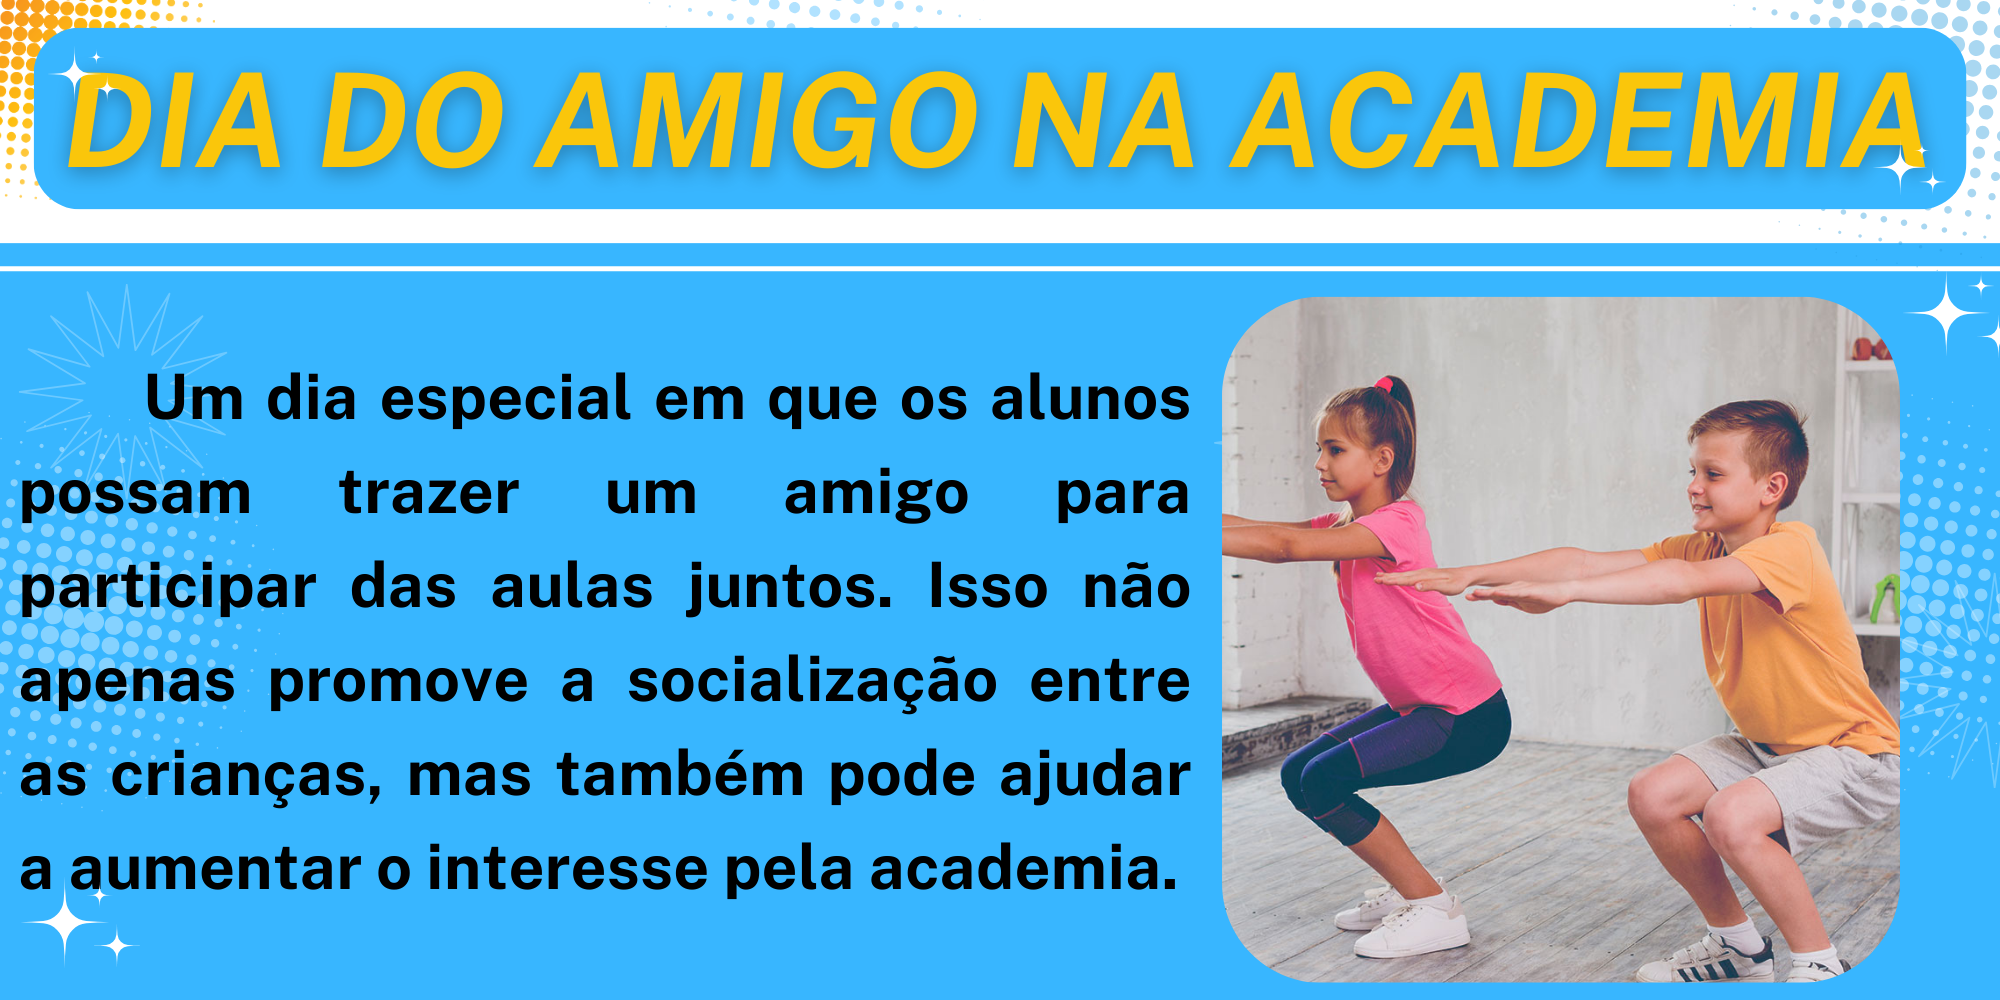 DIA DO AMIGO NA ACADEMIA
Um dia especial em que os alunos
possam trazer um amigo para
participar das aulas juntos. Isso não
apenas promove a socialização entre
as crianças, mas também pode ajudar
a aumentar o interesse pela academia.